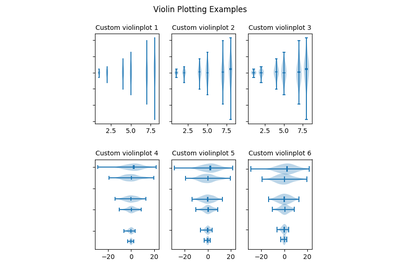 Violin Plotting Examples
Custom violinplot 1 Custom violinplot 2 Custom violinplot 3
2.5 5.0 7.5 2.5 5.0 7.5 2.5 5.0 7.5
Custom violinplot 4 Custom violinplot 5 Custom violinplot 6
−20 0 20 −20 0 20 −20 0 20